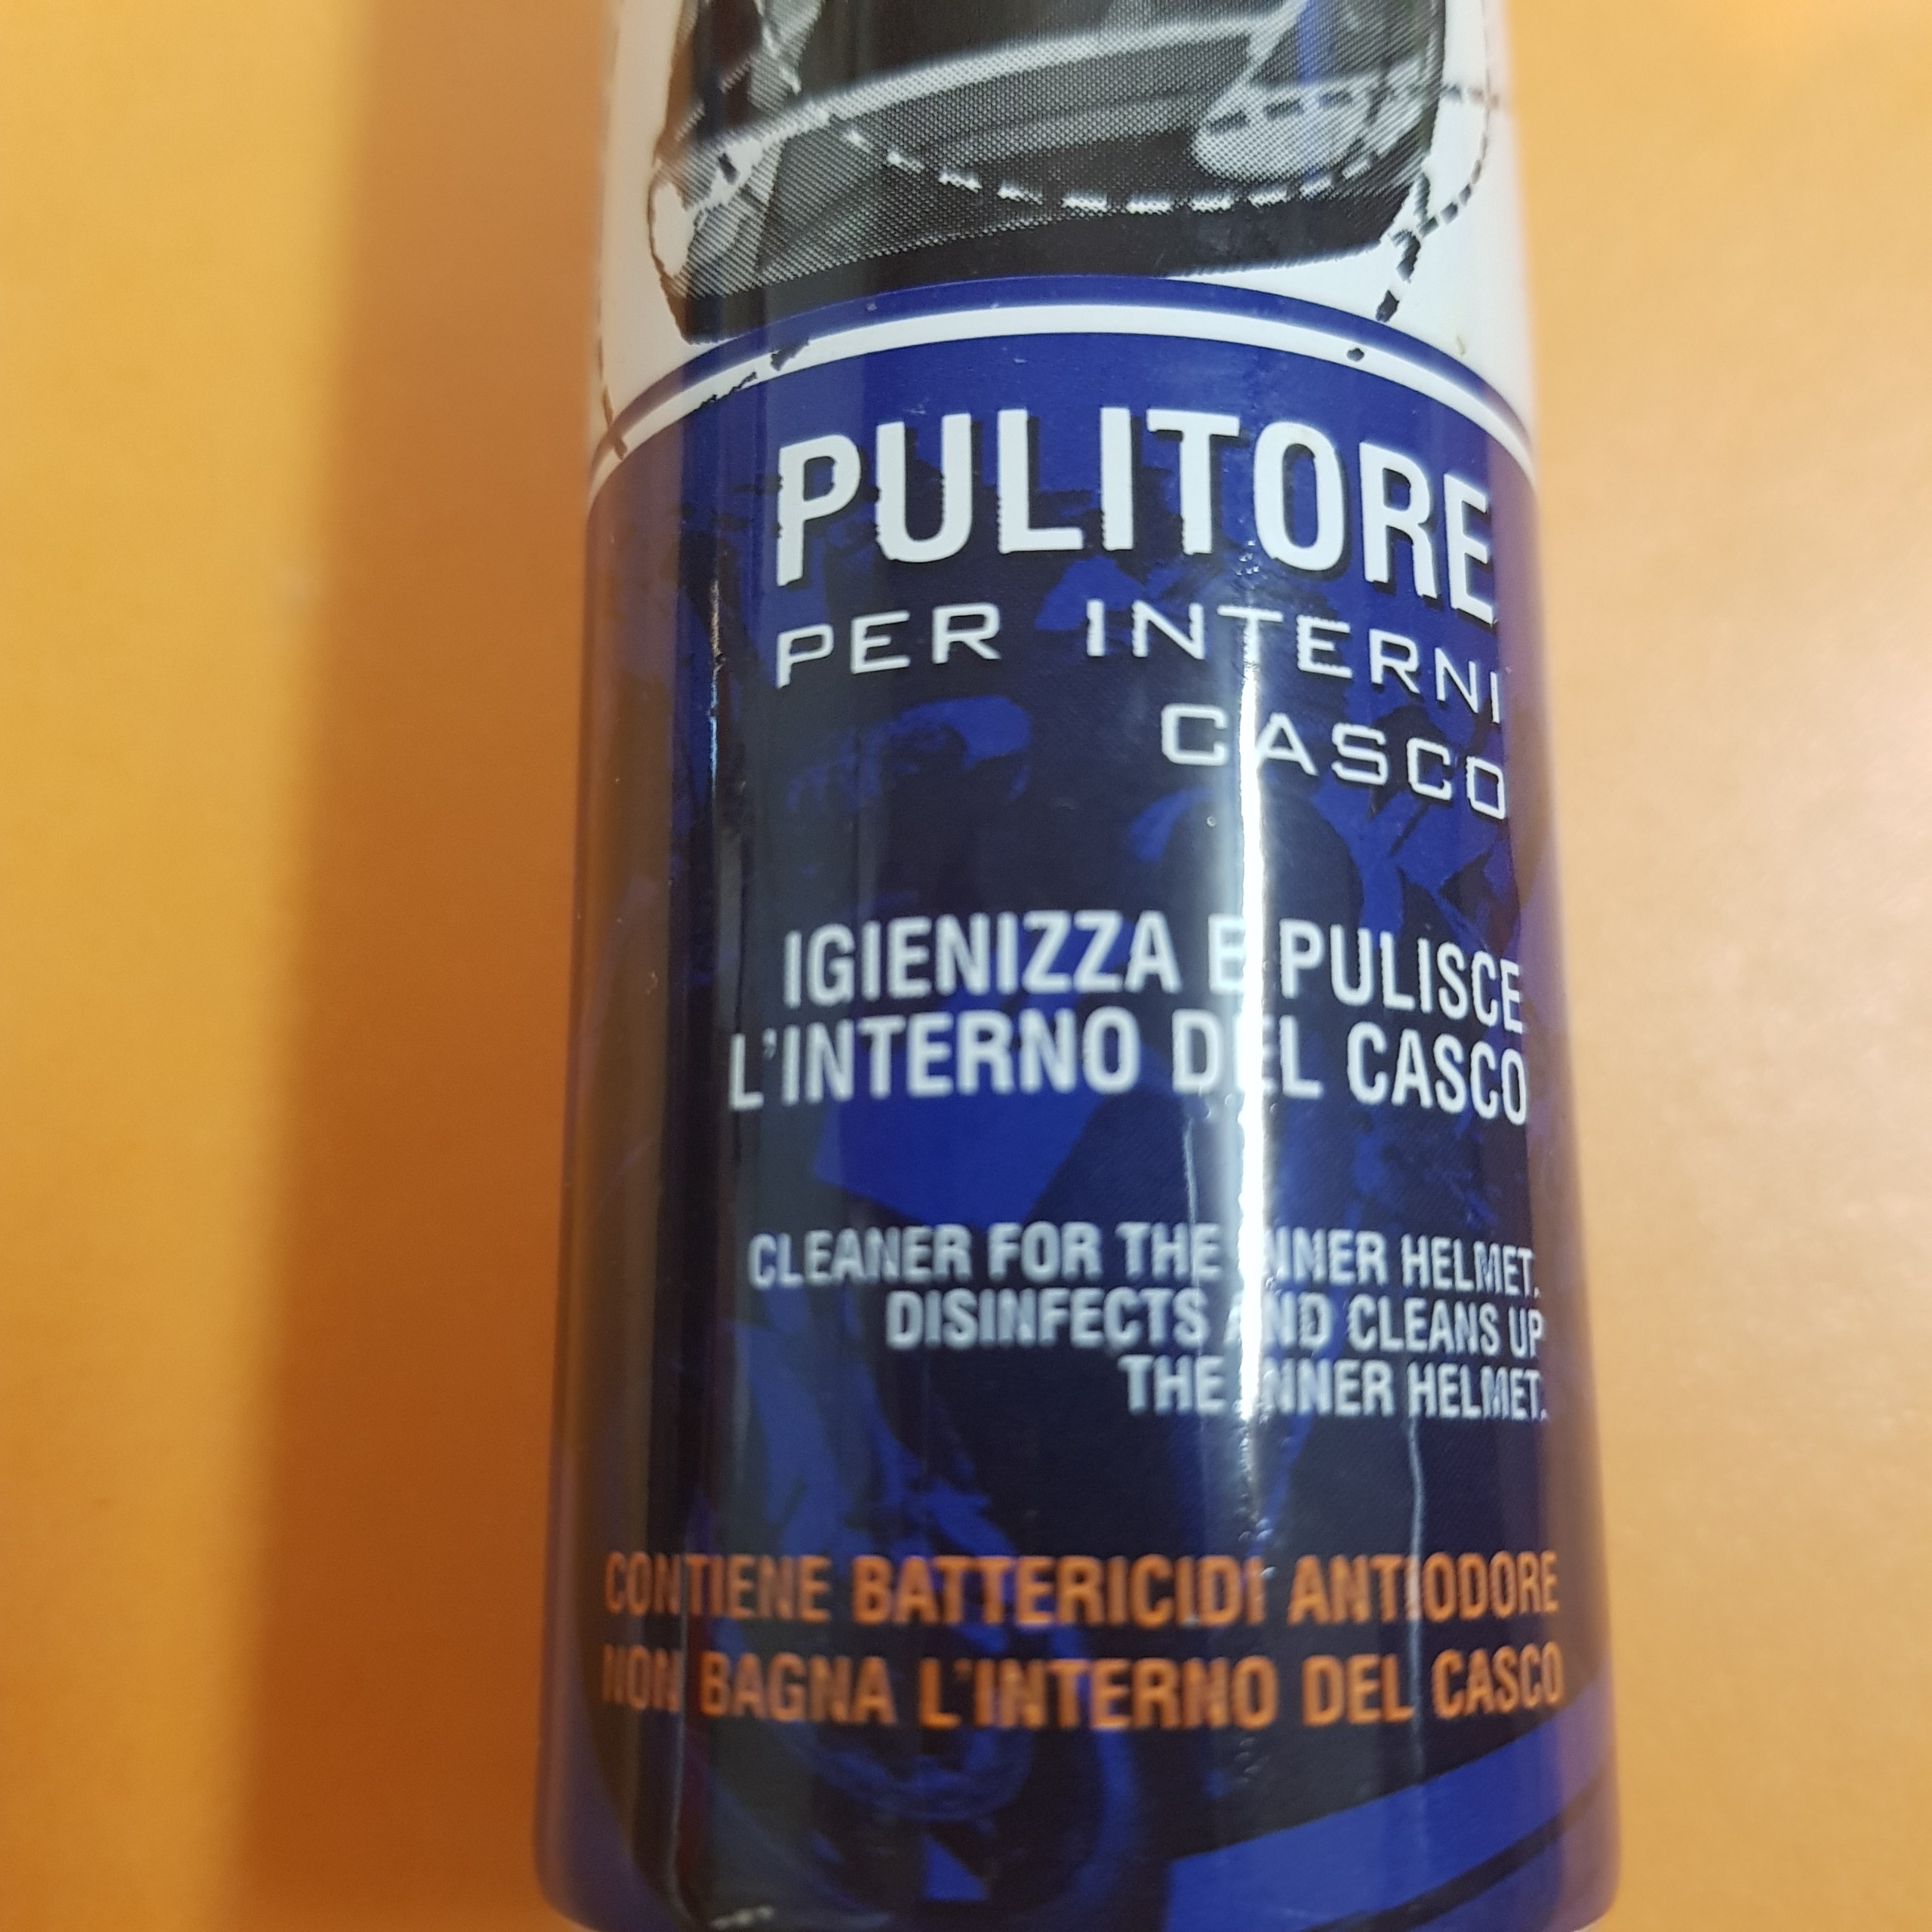 PULITORE
PER INTERNI
CASCO
IGIENIZZA E PULISCE
L'INTERNO DEL CASCO
CLEANER FOR THE INNER HELMET.
DISINFECTS AND CLEANS UP
THE INNER HELMET.
CONTIENE BATTERICIDI ANTIODORE
NON BAGNA L'INTERNO DEL CASCO